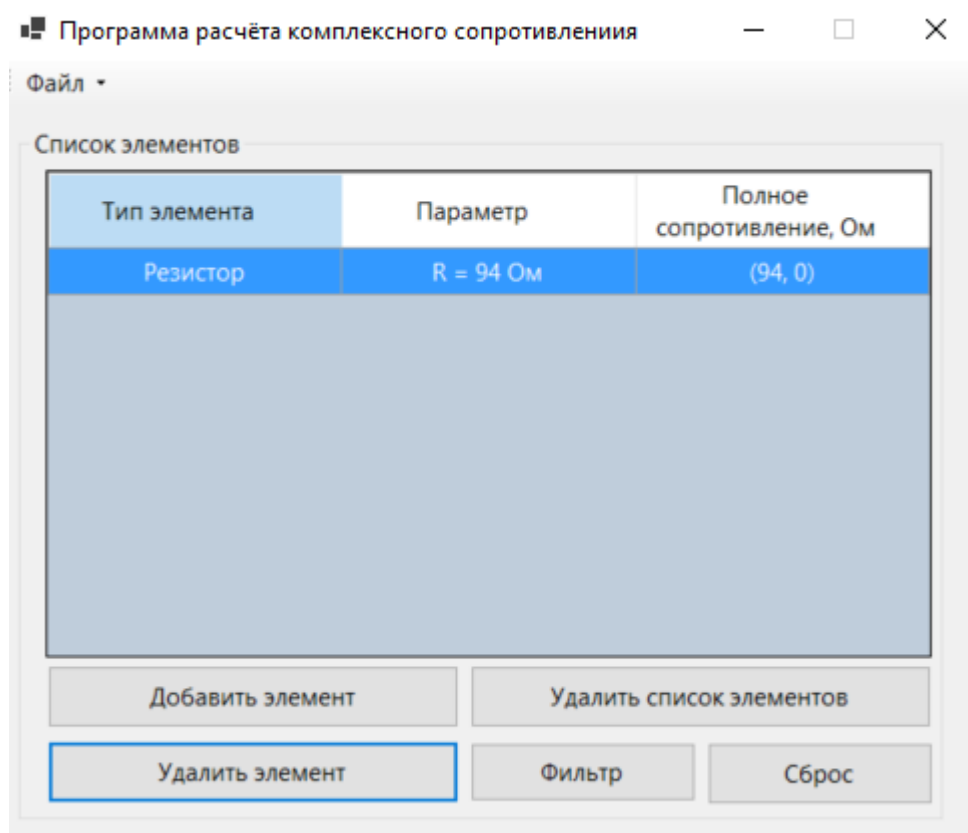 Программа расчёта комплексного сопротивлениия
Файл
Список элементов
Тип элемента
Параметр
Полное
сопротивление, Ом
Резистор
R = 94 Ом
(94, 0)
Добавить элемент
Удалить список элементов
Удалить элемент
Фильтр
Сброс